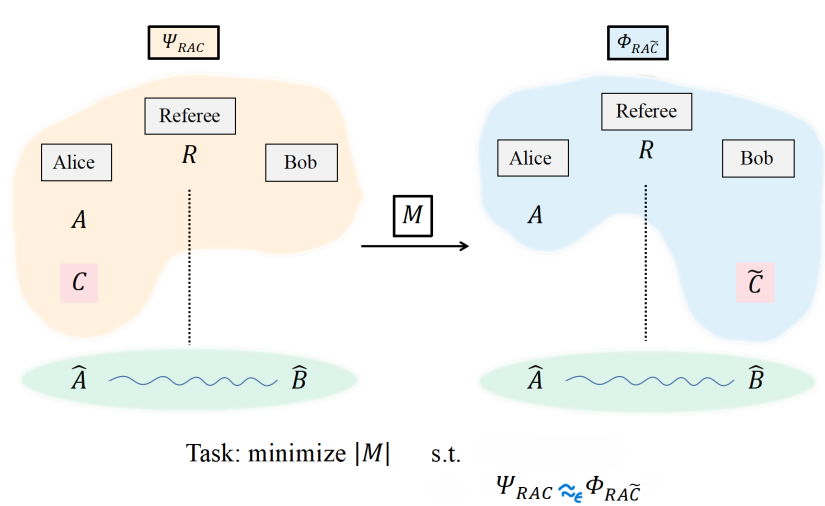 Ψ_RAC Φ_RAC̃
Referee Referee
Alice R Bob Alice R Bob
A M A
C C̃
Â B̂ Â B̂
Task: minimize |M| s.t.
Ψ_RAC ≈_ϵ Φ_RAC̃